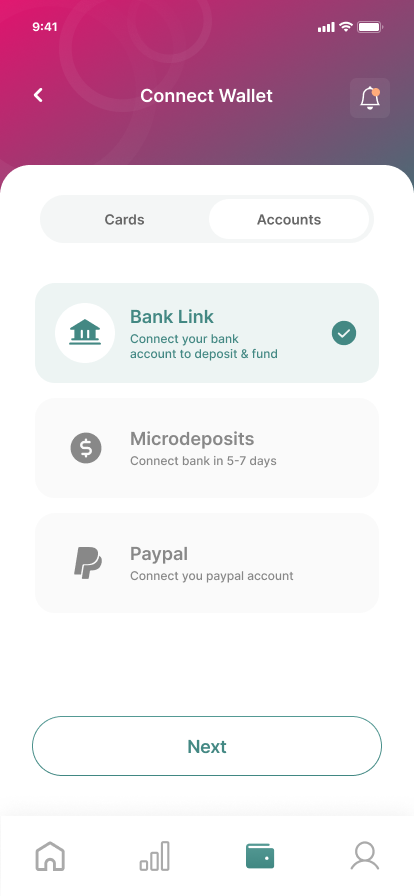 9:41
Connect Wallet
Cards
Accounts
Bank Link
Connect your bank
account to deposit & fund
Microdeposits
Connect bank in 5-7 days
Paypal
Connect you paypal account
Next